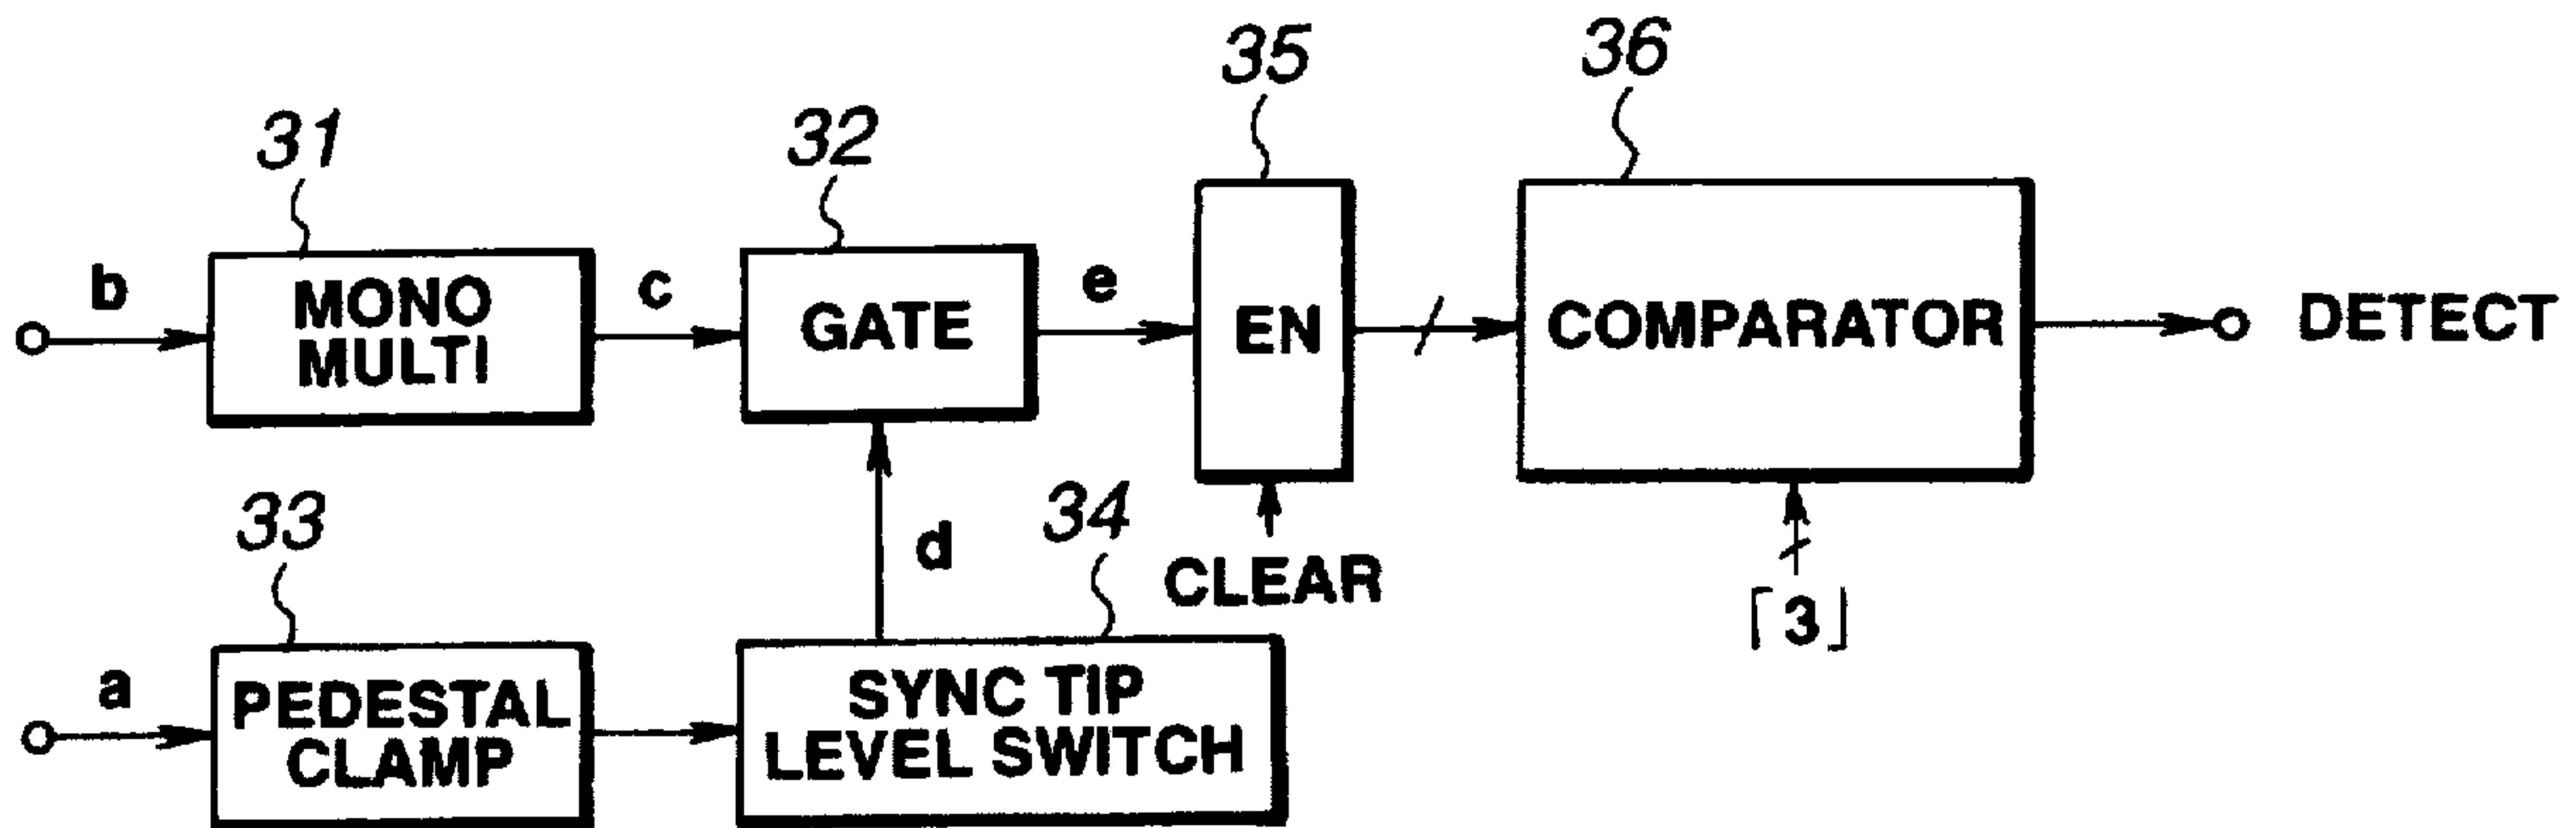 31
32
35
36
b
MONO
MULTI
c
GATE
e
EN
COMPARATOR
DETECT
33
d
34
CLEAR
「3」
a
PEDESTAL
CLAMP
SYNC TIP
LEVEL SWITCH